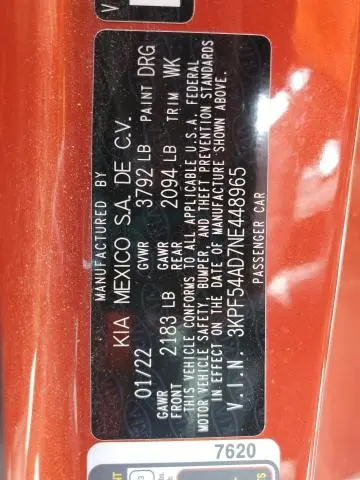 MANUFACTURED BY
KIA MEXICO S.A. DE C.V.
01/22 GVWR 3792 LB PAINT DRG
GAWR FRONT 2183 LB GAWR REAR 2094 LB TRIM WK
THIS VEHICLE CONFORMS TO ALL APPLICABLE U.S.A. FEDERAL
MOTOR VEHICLE SAFETY, BUMPER, AND THEFT PREVENTION STANDARDS
IN EFFECT ON THE DATE OF MANUFACTURE SHOWN ABOVE.
V.I.N. 3KPF54AD7NE448965
PASSENGER CAR
7620
V